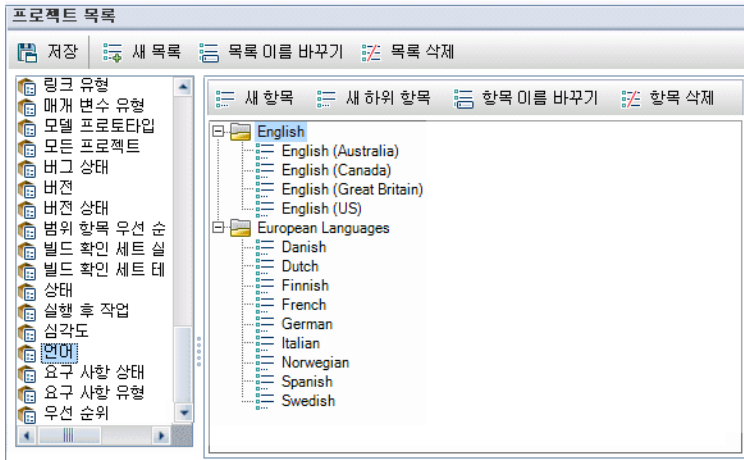 프로젝트 목록
저장 새 목록 목록 이름 바꾸기 목록 삭제
링크 유형
매개 변수 유형
모델 프로토타입
모든 프로젝트
버그 상태
버전
버전 상태
범위 항목 우선 순
빌드 확인 세트 실
빌드 확인 세트 테
상태
실행 후 작업
심각도
언어
요구 사항 상태
요구 사항 유형
우선 순위
새 항목 새 하위 항목 항목 이름 바꾸기 항목 삭제
English
English (Australia)
English (Canada)
English (Great Britain)
English (US)
European Languages
Danish
Dutch
Finnish
French
German
Italian
Norwegian
Spanish
Swedish